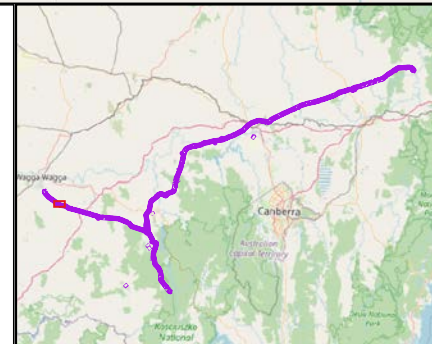 Wagga Wagga
Canberra
Australian
Capital Territory
Kosciuszko
National